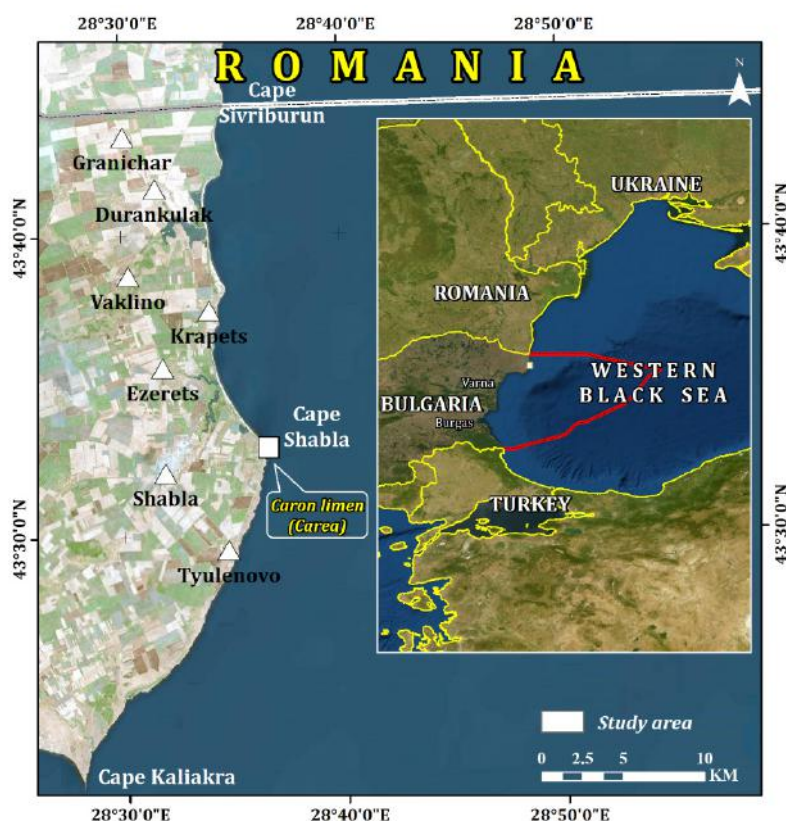 28°30'0"E
28°40'0"E
28°50'0"E
ROMANIA
N
Cape
Sivriburun
Granichar
Durankulak
43°40'0"N
43°40'0"N
Vaklino
Krapets
Ezerets
Cape
Shabla
Shabla
Caron limen
(Carea)
43°30'0"N
43°30'0"N
Tyulenovo
UKRAINE
ROMANIA
WESTERN
BLACK SEA
Varna
BULGARIA
Burgas
TURKEY
Study area
0 2.5 5 10
KM
Cape Kaliakra
28°30'0"E
28°40'0"E
28°50'0"E